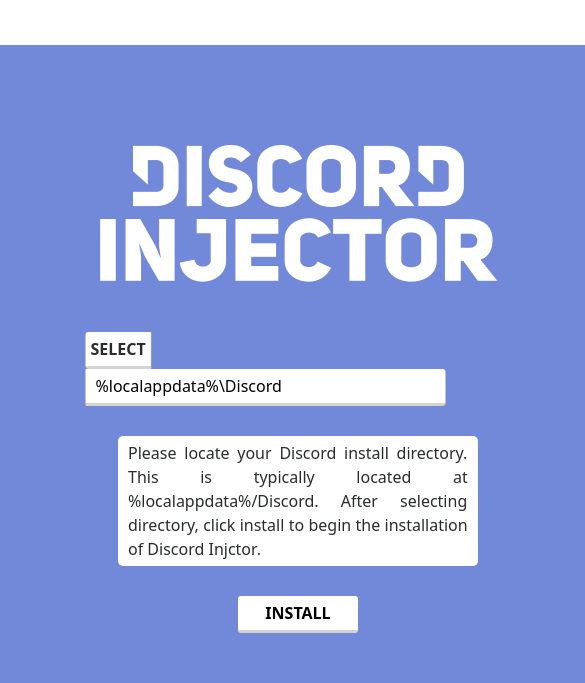 DISCORD
INJECTOR
SELECT
%localappdata%\Discord
Please locate your Discord install directory.
This is typically located at
%localappdata%/Discord. After selecting
directory, click install to begin the installation
of Discord Injctor.
INSTALL